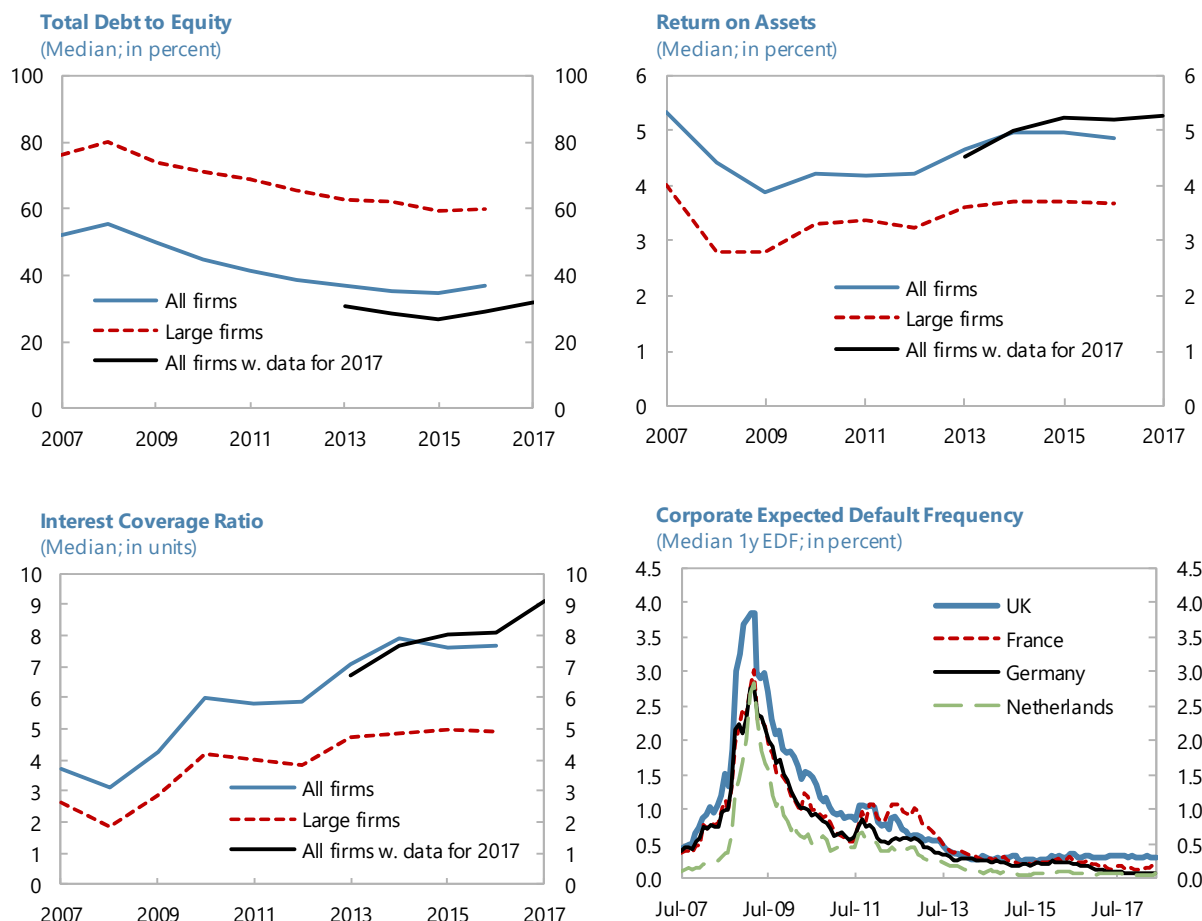 Total Debt to Equity
(Median; in percent)
100
80
60
40
20
0
100
80
60
40
20
0
All firms
Large firms
All firms w. data for 2017
2007 2009 2011 2013 2015 2017
Return on Assets
(Median; in percent)
6
5
4
3
2
1
0
6
5
4
3
2
1
0
All firms
Large firms
All firms w. data for 2017
2007 2009 2011 2013 2015 2017
Interest Coverage Ratio
(Median; in units)
10
9
8
7
6
5
4
3
2
1
0
10
9
8
7
6
5
4
3
2
1
0
All firms
Large firms
All firms w. data for 2017
2007 2009 2011 2013 2015 2017
Corporate Expected Default Frequency
(Median 1y EDF; in percent)
4.5
4.0
3.5
3.0
2.5
2.0
1.5
1.0
0.5
0.0
4.5
4.0
3.5
3.0
2.5
2.0
1.5
1.0
0.5
0.0
UK
France
Germany
Netherlands
Jul-07 Jul-09 Jul-11 Jul-13 Jul-15 Jul-17